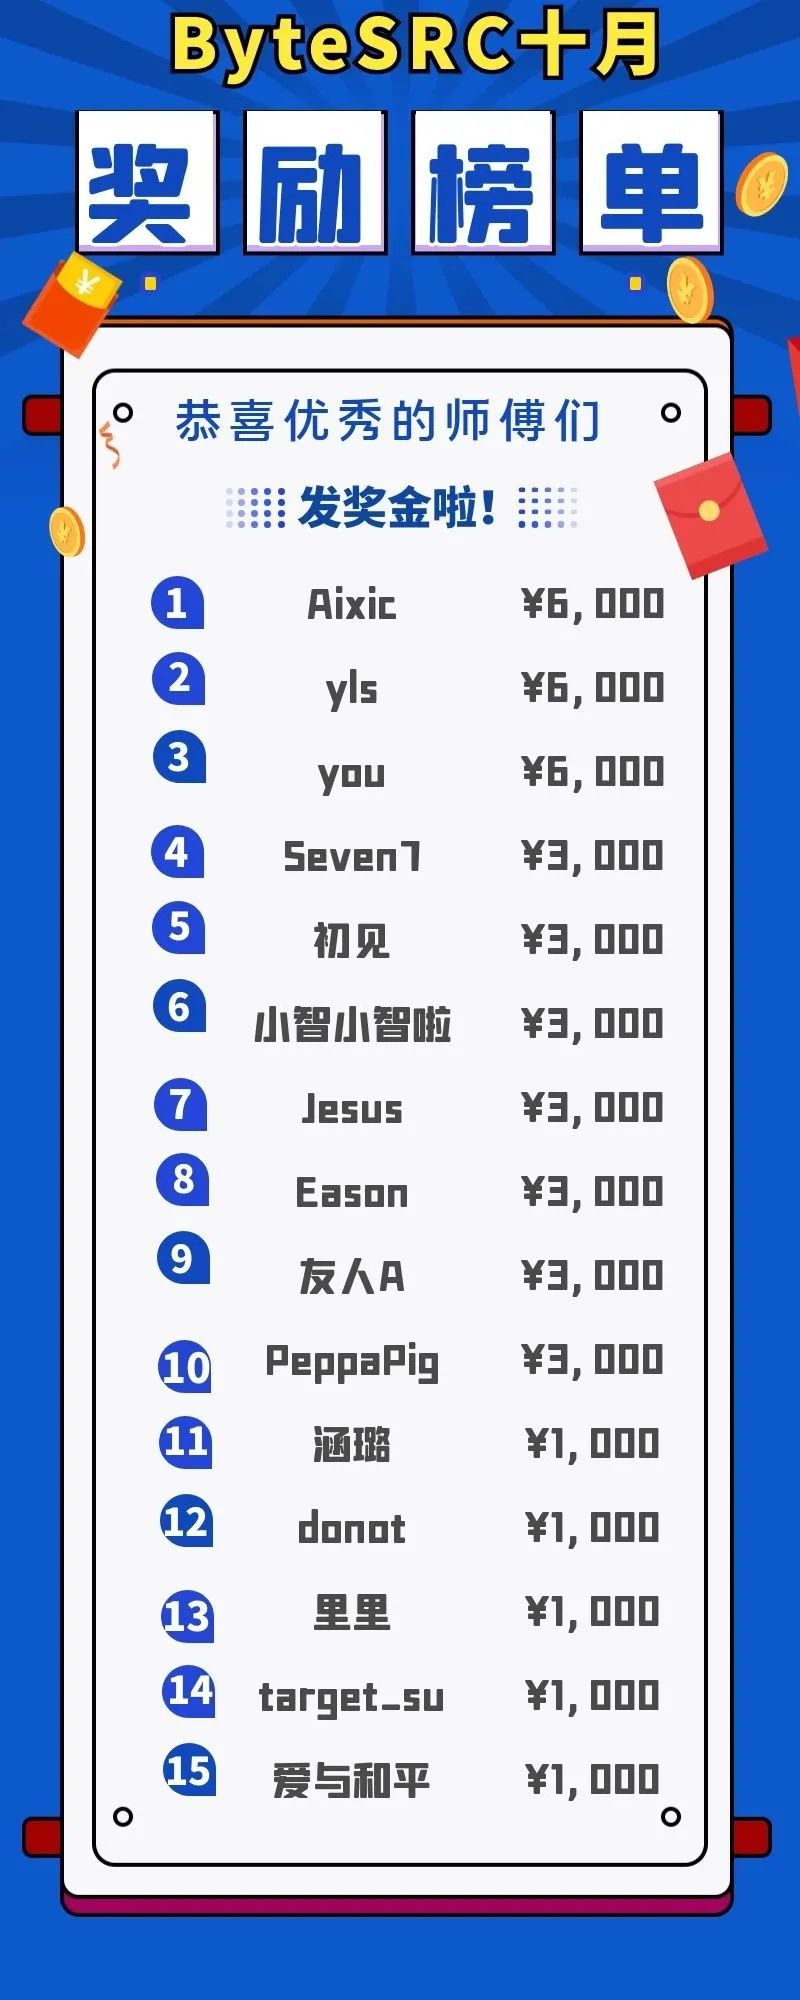 ByteSRC十月
奖励榜单
恭喜优秀的师傅们
发奖金啦!
1 Aixic ¥6,000
2 yls ¥6,000
3 you ¥6,000
4 Seven7 ¥3,000
5 初见 ¥3,000
6 小智小智啦 ¥3,000
7 Jesus ¥3,000
8 Eason ¥3,000
9 友人A ¥3,000
10 PeppaPig ¥3,000
11 涵璐 ¥1,000
12 donot ¥1,000
13 里里 ¥1,000
14 target_su ¥1,000
15 爱与和平 ¥1,000